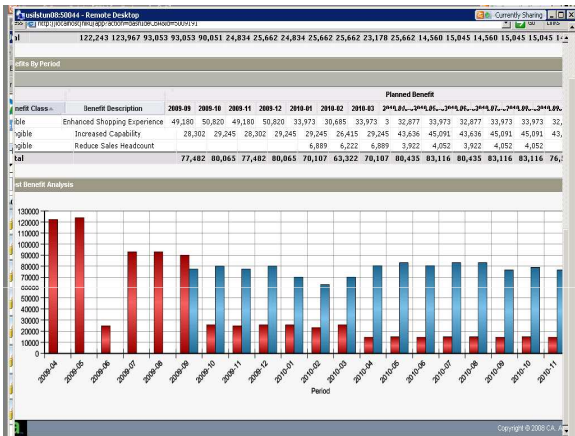 usilstun08:50044 - Remote Desktop
Currently Sharing
al 122,243 123,967 93,053 93,053 90,051 24,834 25,662 24,834 25,662 25,662 23,178 25,662 14,560 15,045 14,560 15,045 15,045
efits By Period
Planned Benefit
nefit Class Benefit Description 2009-09 2009-10 2009-11 2009-12 2010-01 2010-02 2010-03
ible Enhanced Shopping Experience 49,180 50,820 49,180 50,820 33,973 30,685 33,973 3 32,877 33,973 32,877 33,973 33,973 32,
ngible Increased Capability 28,302 29,245 28,302 29,245 29,245 26,415 29,245 43,636 45,091 43,636 45,091 45,091 43,
ngible Reduce Sales Headcount 6,889 6,222 6,889 3,922 4,052 3,922 4,052 4,052
tal 77,482 80,065 77,482 80,065 70,107 63,322 70,107 80,435 83,116 80,435 83,116 83,116 76,
st Benefit Analysis
130000
120000
110000
100000
90000
80000
70000
60000
50000
40000
30000
20000
10000
0
2009-04 2009-05 2009-06 2009-07 2009-08 2009-09 2009-10 2009-11 2009-12 2010-01 2010-02 2010-03 2010-04 2010-05 2010-06 2010-07 2010-08 2010-09 2010-10 2010-11
Period
Copyright © 2008 CA. A